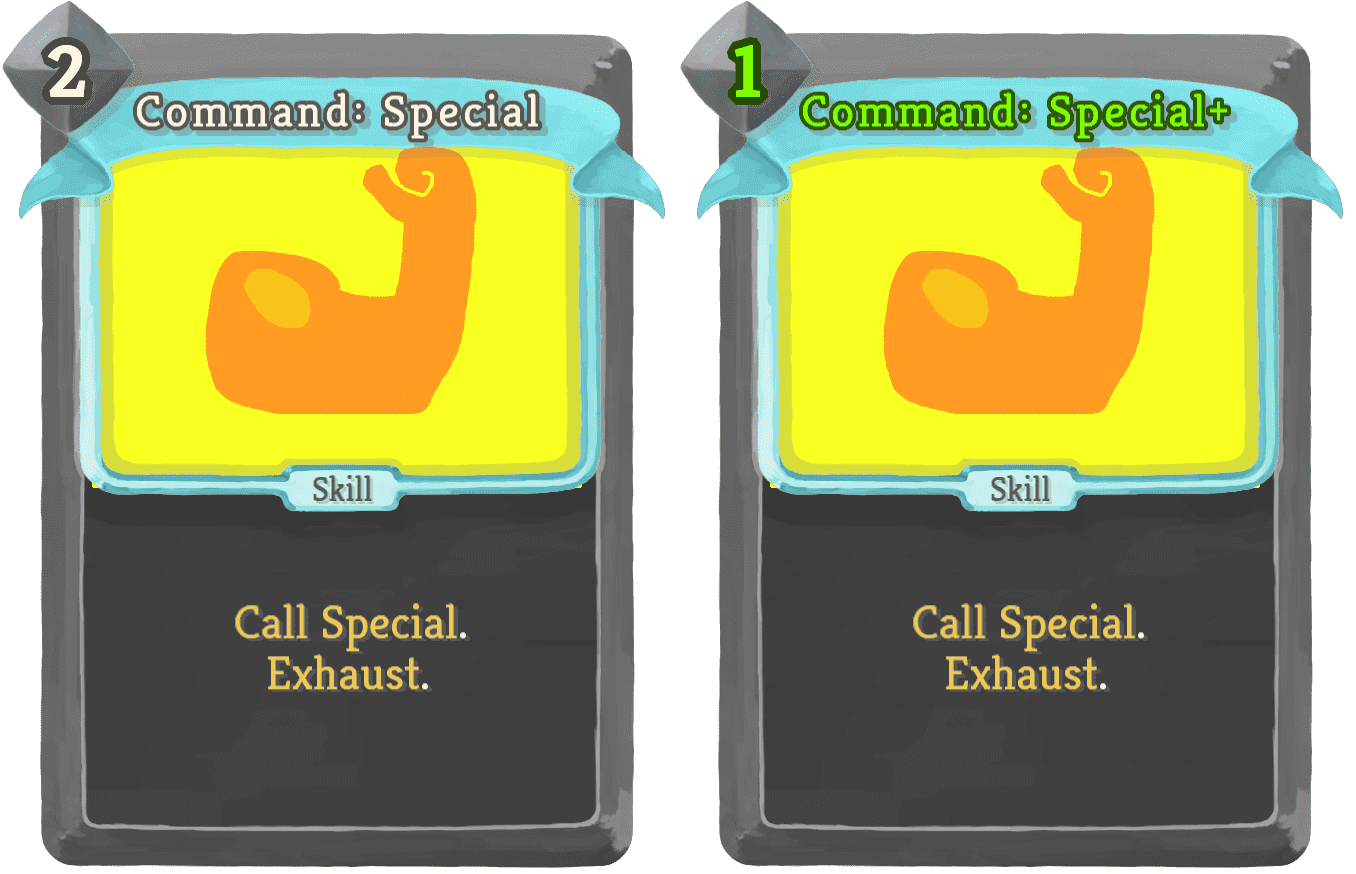 2
Command: Special
Skill
Call Special.
Exhaust.
1
Command: Special+
Skill
Call Special.
Exhaust.